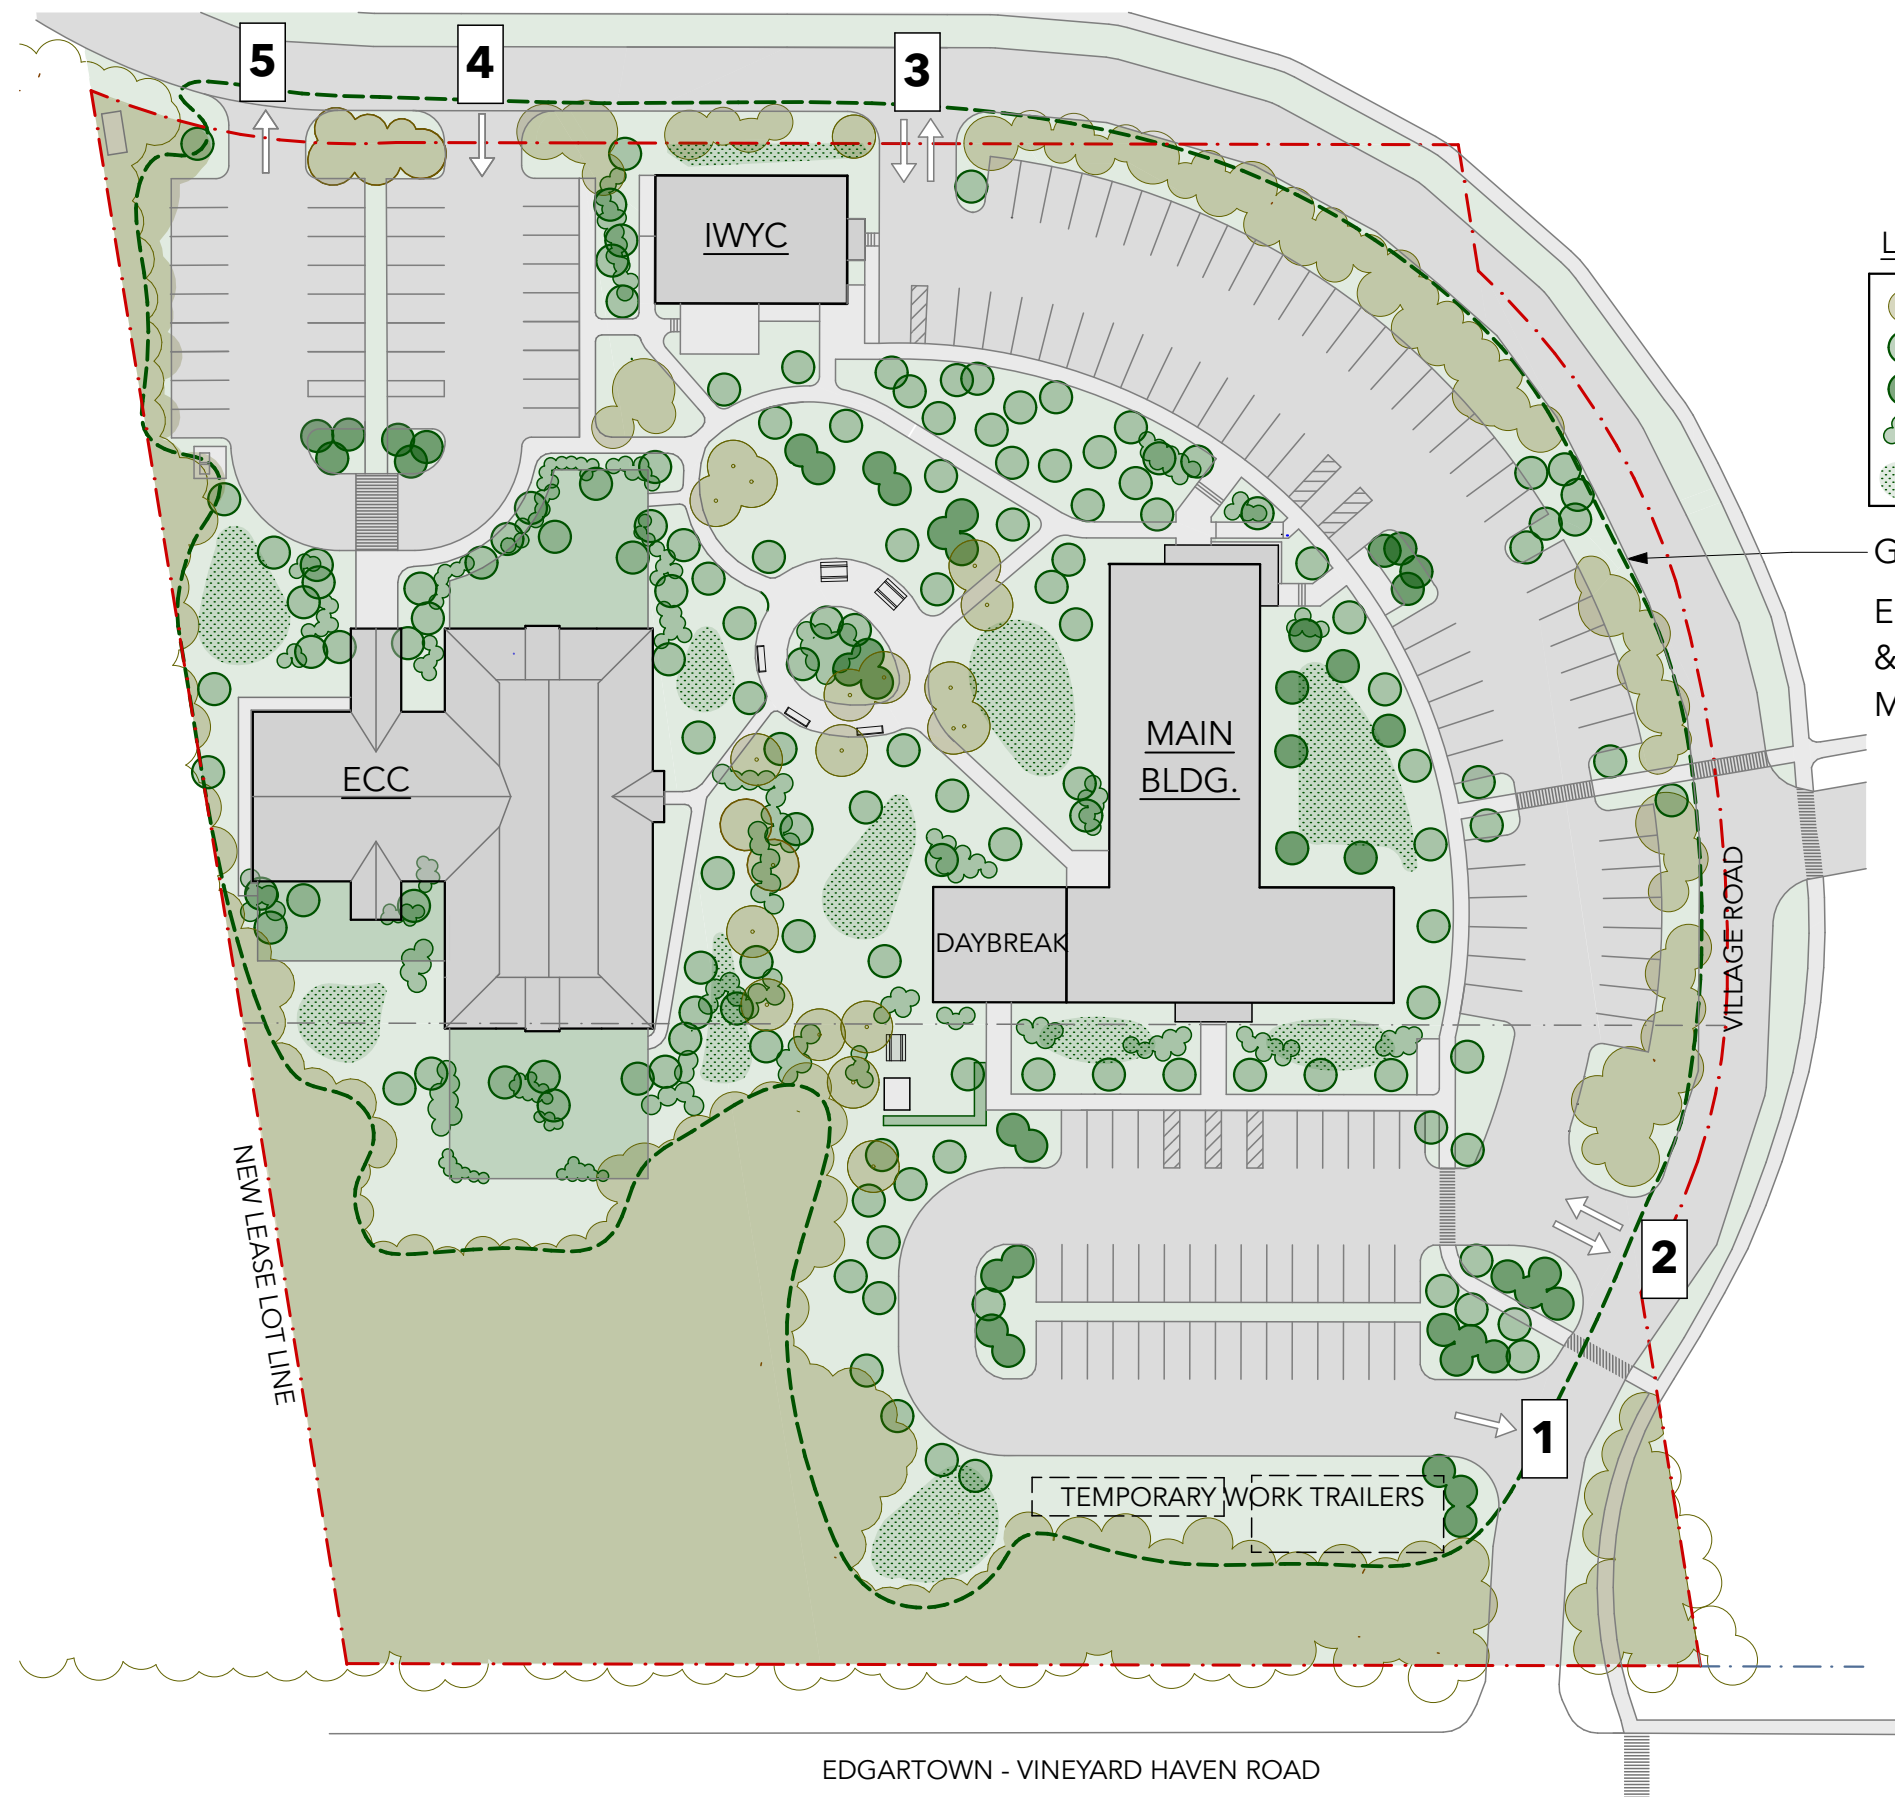 5
4
3
IWYC
L
G
E
&
M
MAIN
BLDG.
ECC
DAYBREAK
VILLAGE ROAD
NEW LEASE LOT LINE
2
1
TEMPORARY WORK TRAILERS
EDGARTOWN - VINEYARD HAVEN ROAD